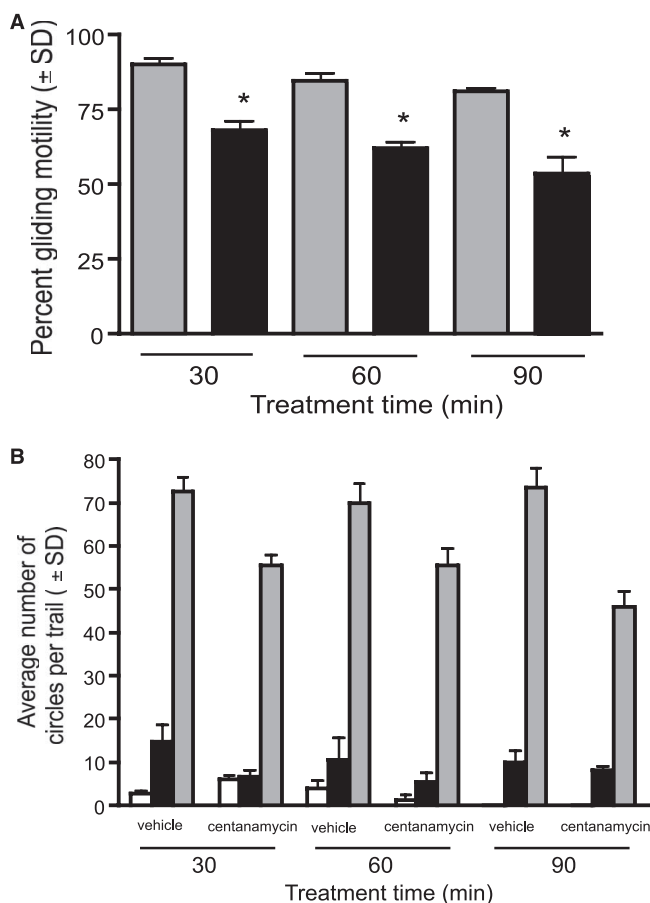 A
Percent gliding motility (± SD)
100
75
50
25
0
*
*
*
30 60 90
Treatment time (min)
B
Average number of
circles per trail ( ± SD)
80
70
60
50
40
30
20
10
0
vehicle centanamycin vehicle centanamycin vehicle centanamycin
30 60 90
Treatment time (min)